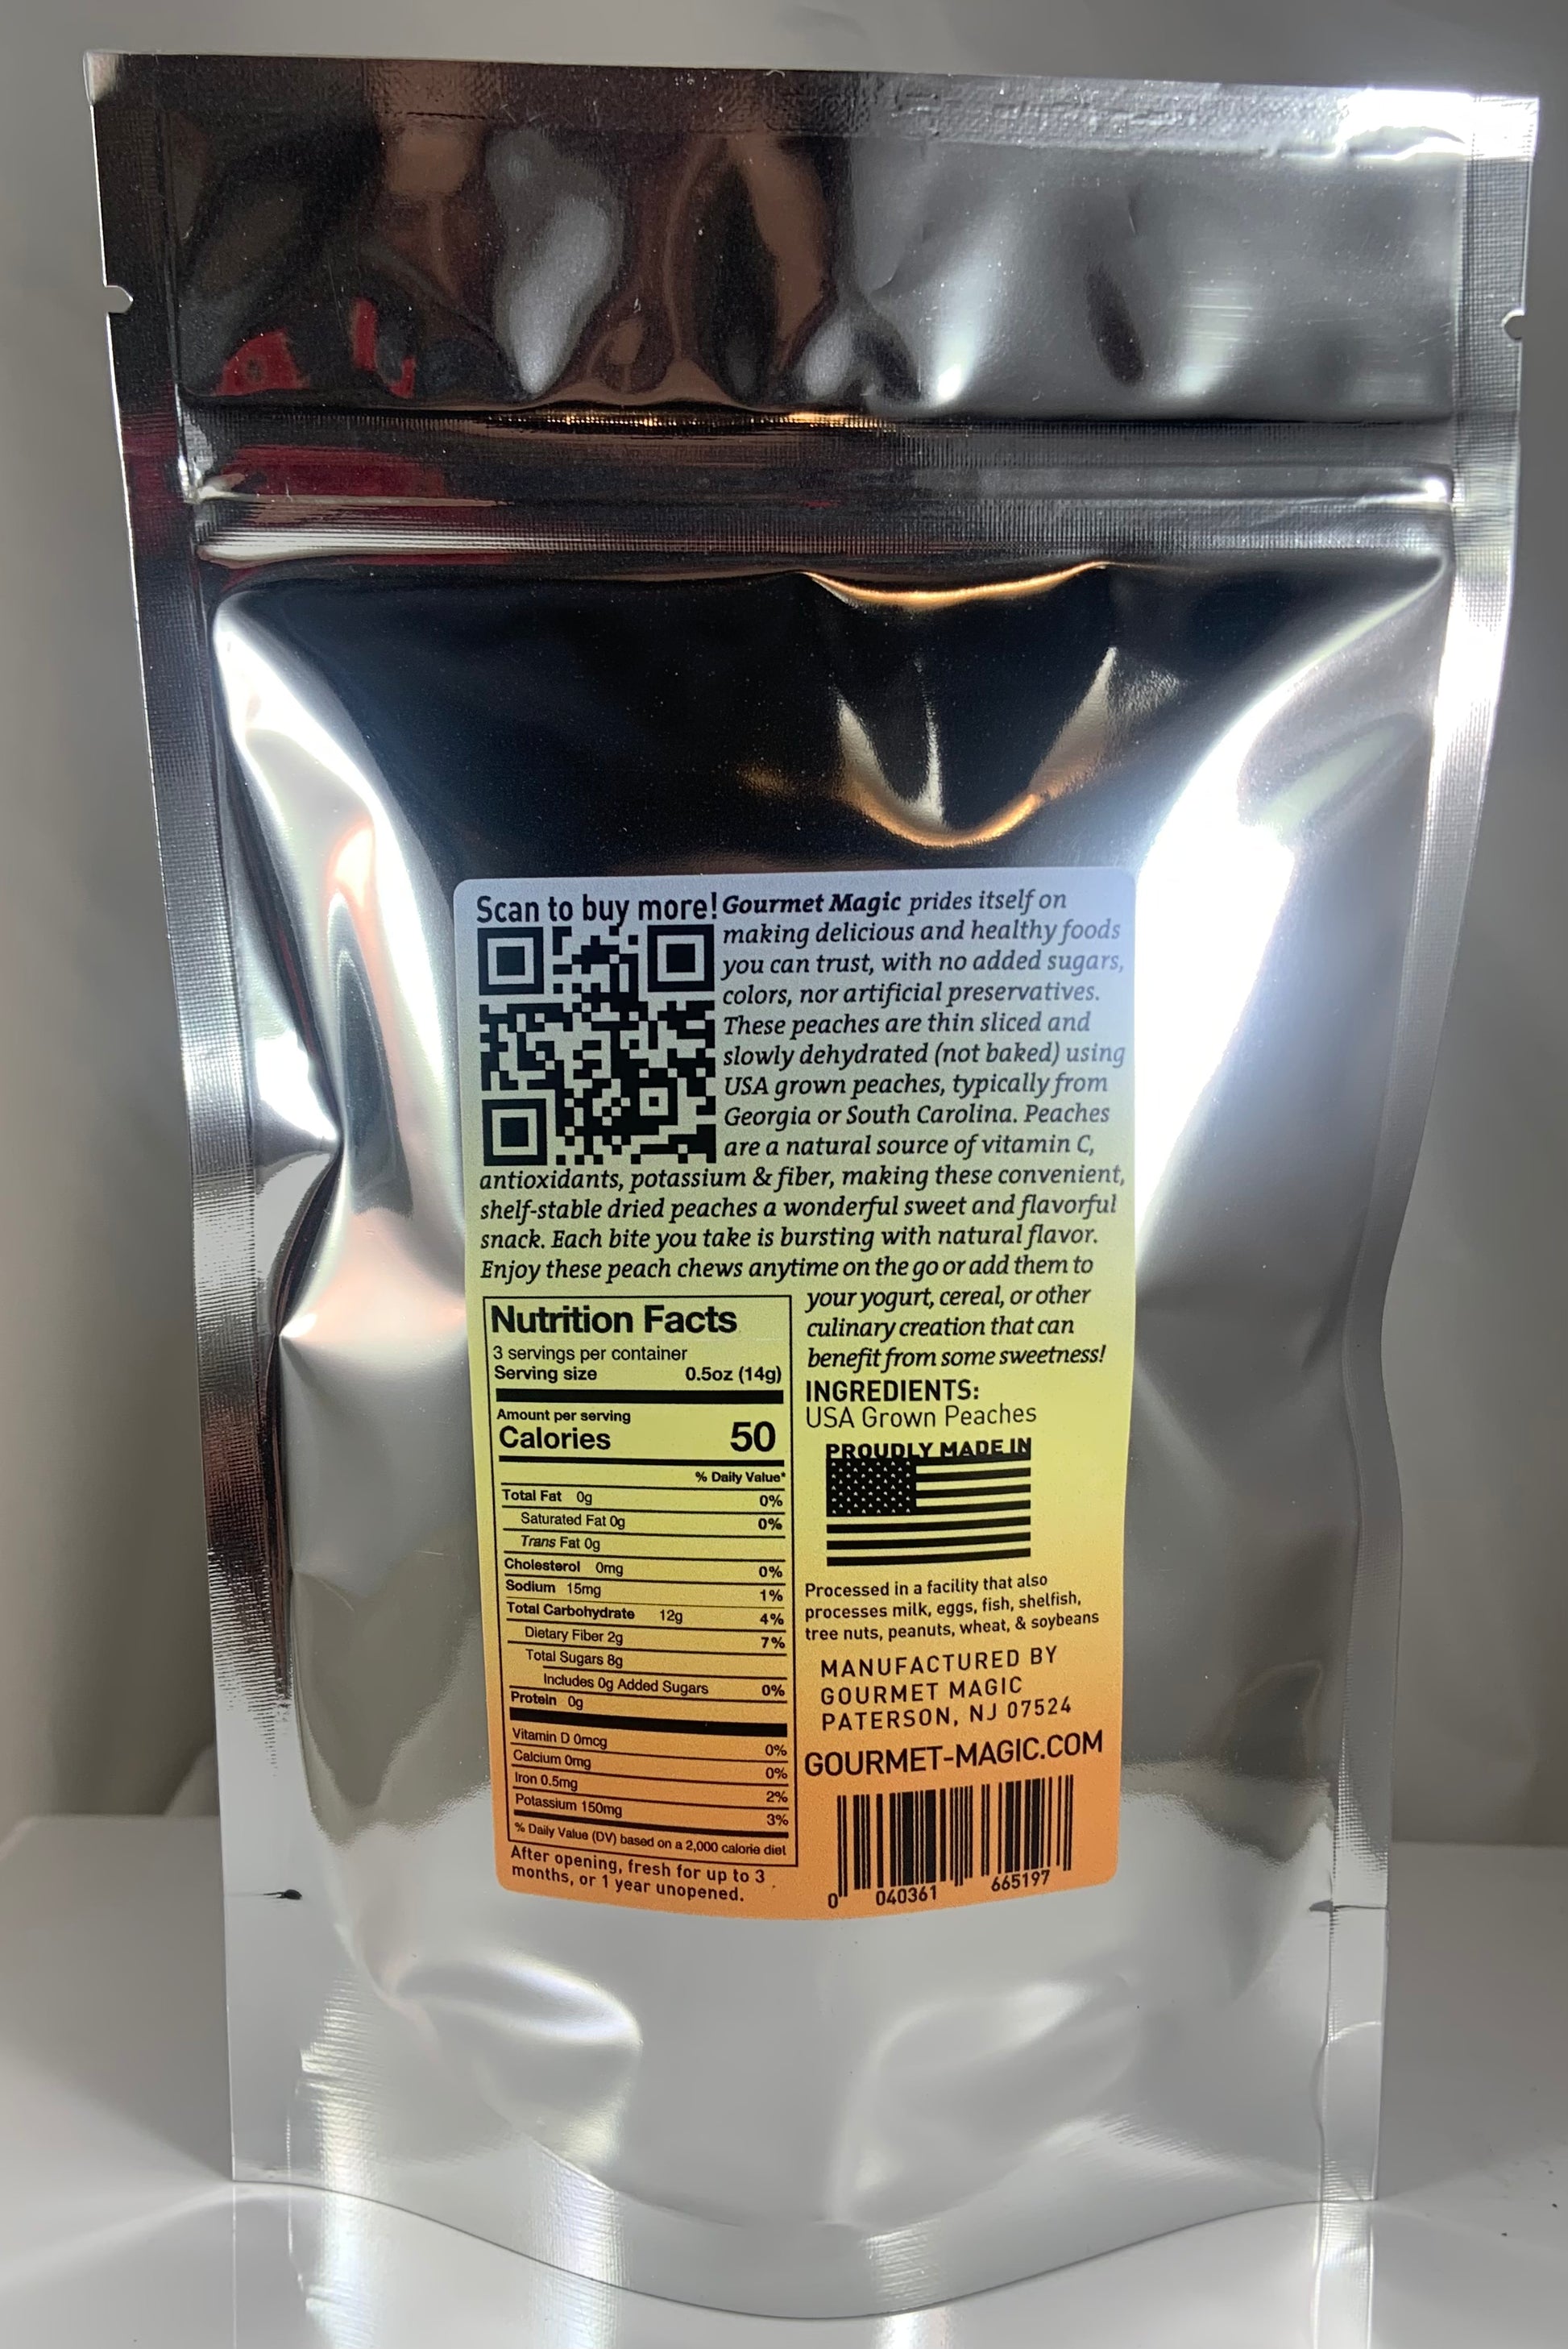 Scan to buy more!
Gourmet Magic prides itself on
making delicious and healthy foods
you can trust, with no added sugars,
colors, nor artificial preservatives.
These peaches are thin sliced and
slowly dehydrated (not baked) using
USA grown peaches, typically from
Georgia or South Carolina. Peaches
are a natural source of vitamin C,
antioxidants, potassium & fiber, making these convenient,
shelf-stable dried peaches a wonderful sweet and flavorful
snack. Each bite you take is bursting with natural flavor.
Enjoy these peach chews anytime on the go or add them to
your yogurt, cereal, or other
culinary creation that can
benefit from some sweetness!
Nutrition Facts
3 servings per container
Serving size 0.5oz (14g)
Amount per serving
Calories 50
% Daily Value*
Total Fat 0g 0%
Saturated Fat 0g 0%
Trans Fat 0g
Cholesterol 0mg 0%
Sodium 15mg 1%
Total Carbohydrate 12g 4%
Dietary Fiber 2g 7%
Total Sugars 8g
Includes 0g Added Sugars 0%
Protein 0g
Vitamin D 0mcg 0%
Calcium 0mg 0%
Iron 0.5mg 2%
Potassium 150mg 3%
% Daily Value (DV) based on a 2,000 calorie diet
After opening, fresh for up to 3
months, or 1 year unopened.
INGREDIENTS:
USA Grown Peaches
PROUDLY MADE IN
Processed in a facility that also
processes milk, eggs, fish, shelfish,
tree nuts, peanuts, wheat, & soybeans
MANUFACTURED BY
GOURMET MAGIC
PATERSON, NJ 07524
GOURMET-MAGIC.COM
0 040361 665197